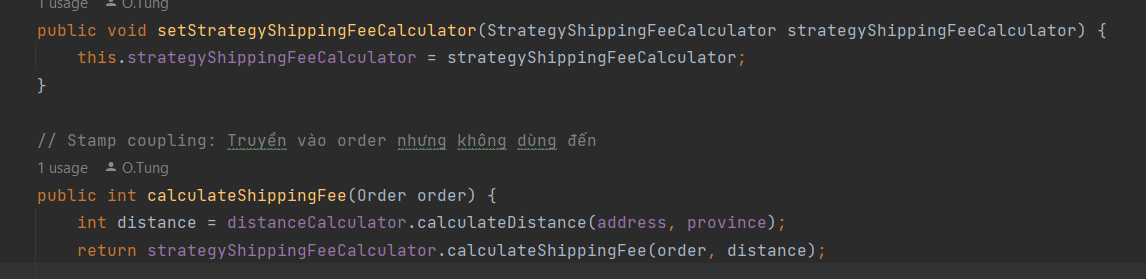 1 usage O.Tung
public void setStrategyShippingFeeCalculator(StrategyShippingFeeCalculator strategyShippingFeeCalculator) {
this.strategyShippingFeeCalculator = strategyShippingFeeCalculator;
}
// Stamp coupling: Truyền vào order nhưng không dùng đến
1 usage O.Tung
public int calculateShippingFee(Order order) {
int distance = distanceCalculator.calculateDistance(address, province);
return strategyShippingFeeCalculator.calculateShippingFee(order, distance);